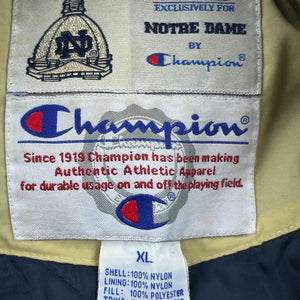 ND
EXCLUSIVELY FOR
NOTRE DAME
BY
Champion
Champion
Since 1919 Champion has been making
Authentic Athletic Apparel
for durable usage on and off the playing field.
XL
SHELL: 100% NYLON
LINING: 100% NYLON
FILL: 100% POLYESTER